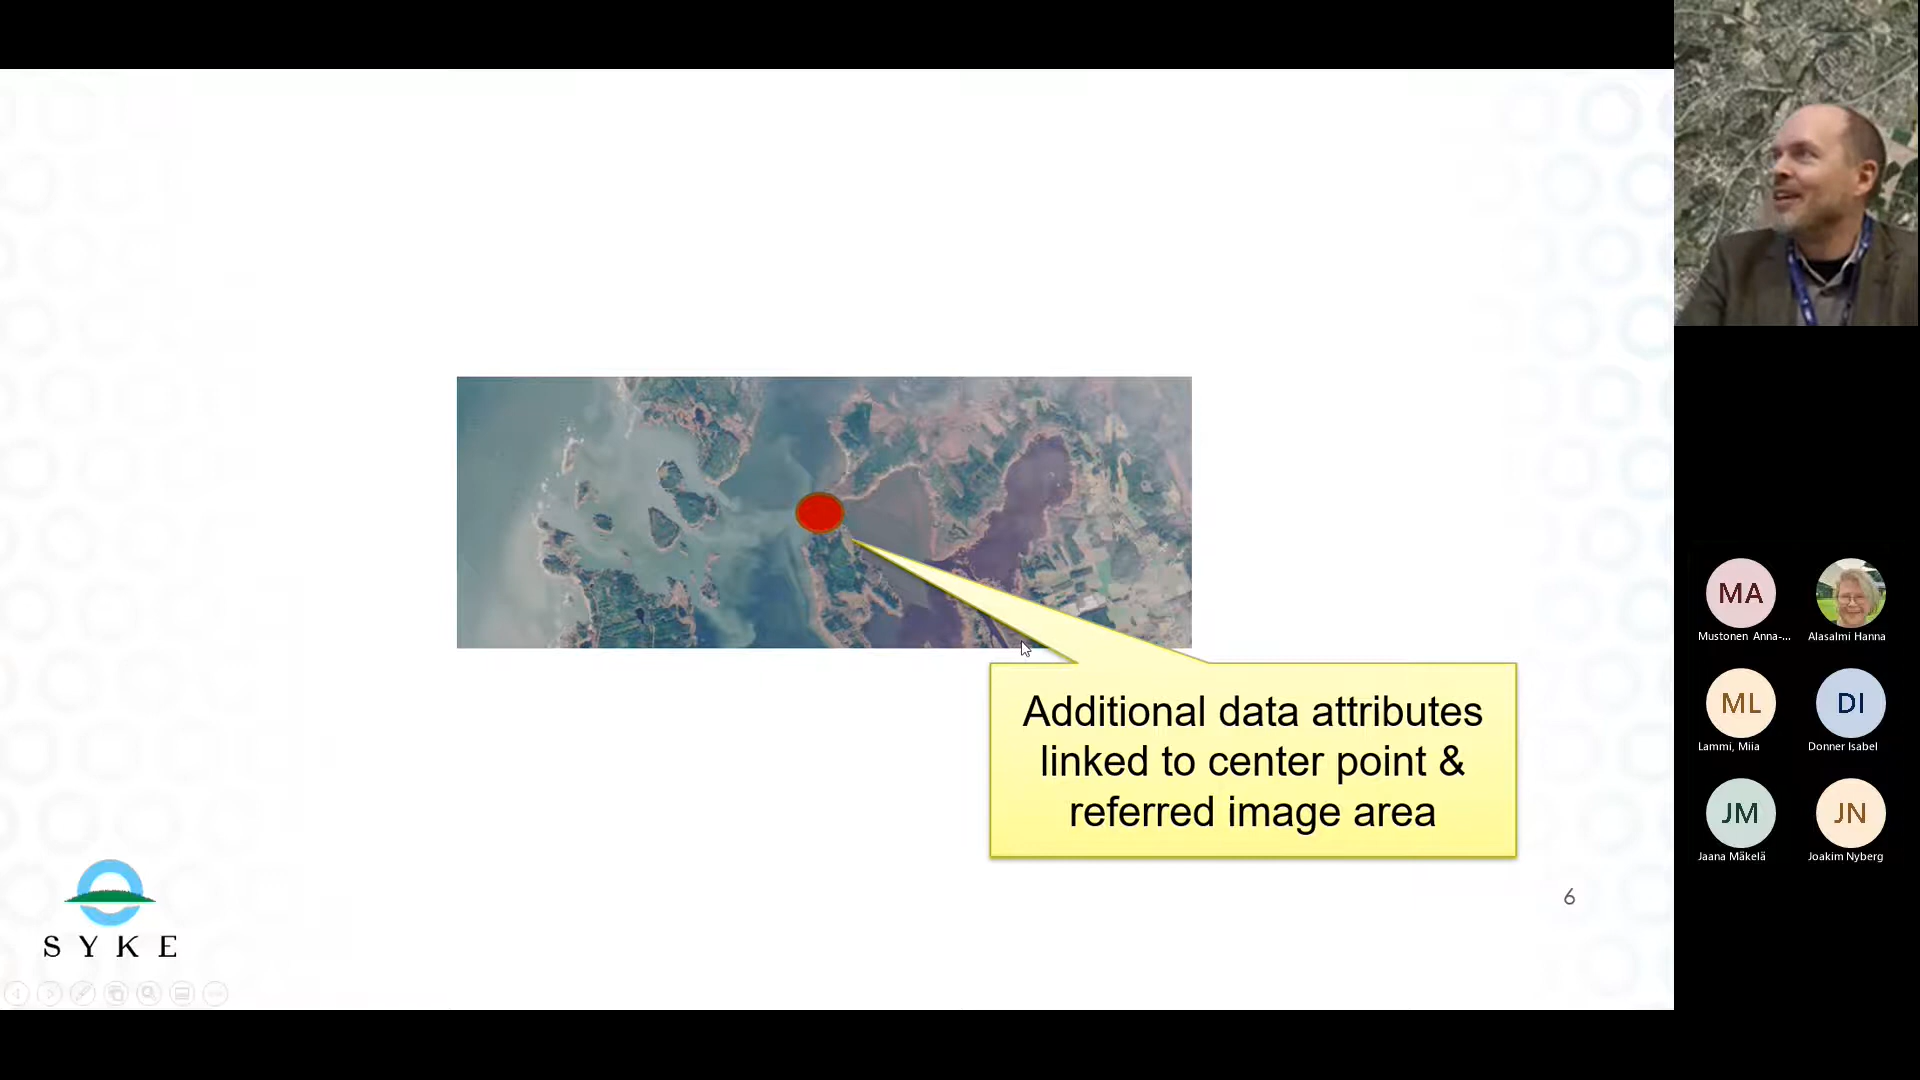 Additional data attributes
linked to center point &
referred image area
6
SYKE
MA
Mustonen Anna-...
Alasalmi Hanna
ML
Lammi, Miia
DI
Donner Isabel
JM
Jaana Mäkelä
JN
Joakim Nyberg